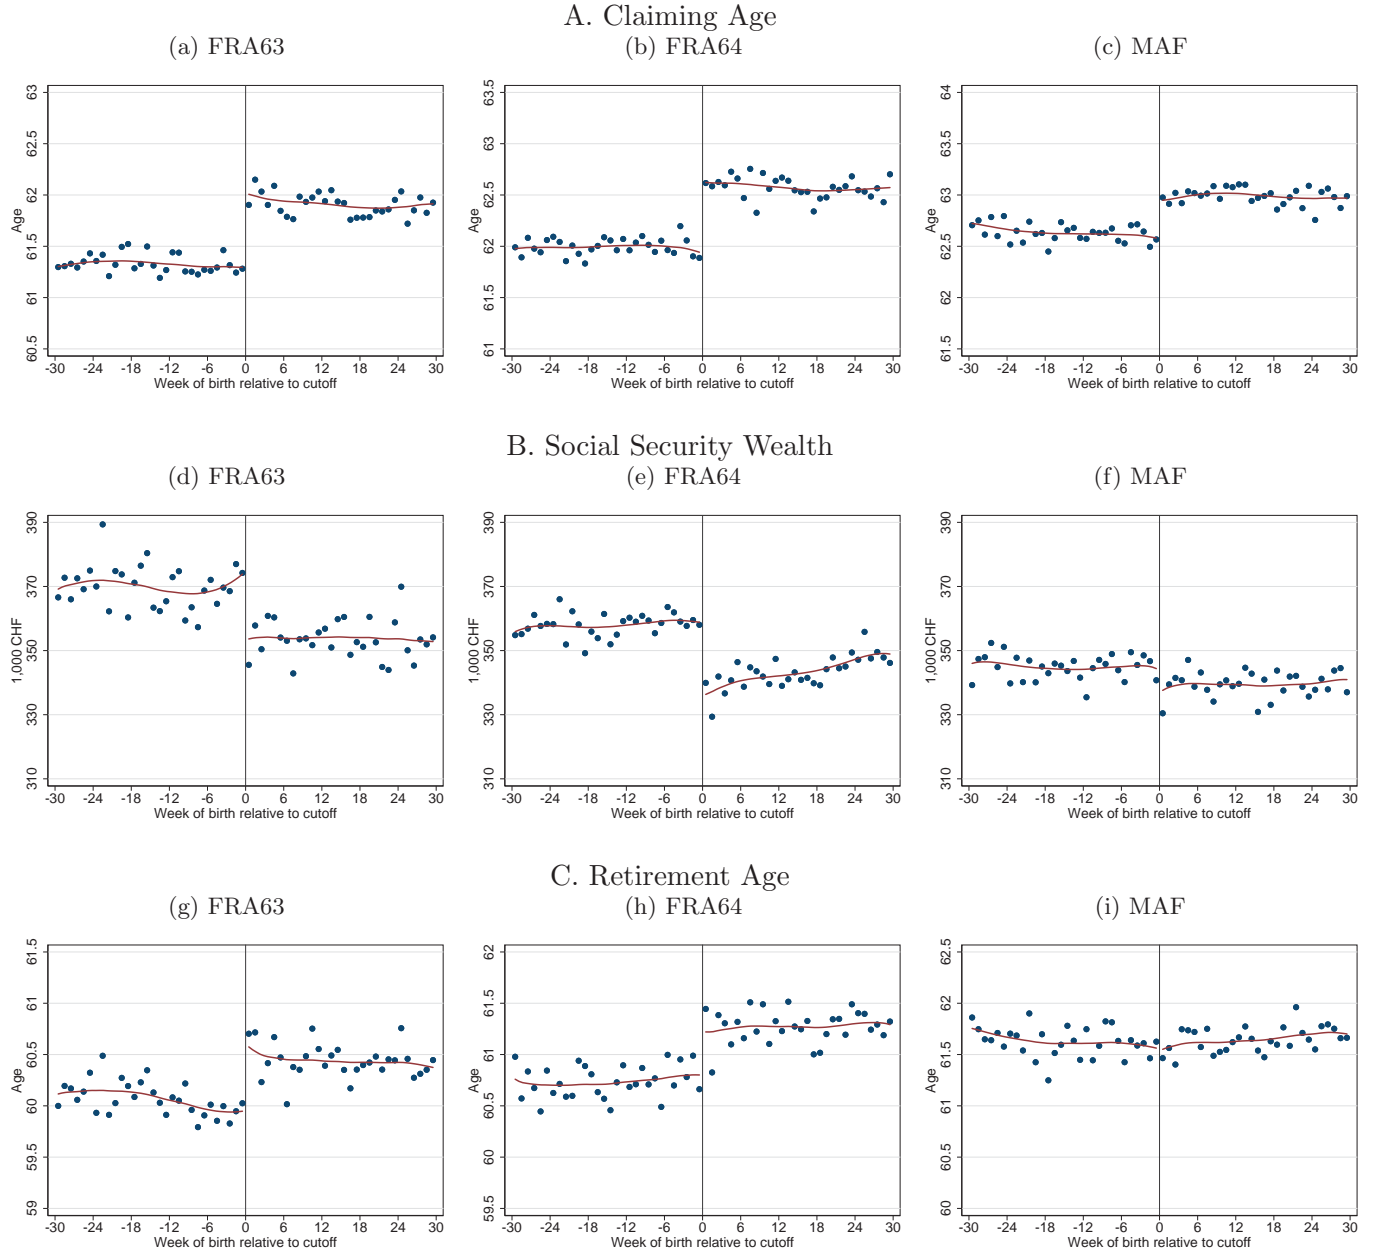 A. Claiming Age
(a) FRA63
(b) FRA64
(c) MAF
Age
63
62.5
62
61.5
61
60.5
-30 -24 -18 -12 -6 0 6 12 18 24 30
Week of birth relative to cutoff
Age
63.5
63
62.5
62
61.5
61
-30 -24 -18 -12 -6 0 6 12 18 24 30
Week of birth relative to cutoff
Age
64
63.5
63
62.5
62
61.5
-30 -24 -18 -12 -6 0 6 12 18 24 30
Week of birth relative to cutoff
B. Social Security Wealth
(d) FRA63
(e) FRA64
(f) MAF
1,000 CHF
390
370
350
330
310
-30 -24 -18 -12 -6 0 6 12 18 24 30
Week of birth relative to cutoff
1,000 CHF
390
370
350
330
310
-30 -24 -18 -12 -6 0 6 12 18 24 30
Week of birth relative to cutoff
1,000 CHF
390
370
350
330
310
-30 -24 -18 -12 -6 0 6 12 18 24 30
Week of birth relative to cutoff
C. Retirement Age
(g) FRA63
(h) FRA64
(i) MAF
Age
61.5
61
60.5
60
59.5
59
-30 -24 -18 -12 -6 0 6 12 18 24 30
Week of birth relative to cutoff
Age
62
61.5
61
60.5
60
59.5
-30 -24 -18 -12 -6 0 6 12 18 24 30
Week of birth relative to cutoff
Age
62.5
62
61.5
61
60.5
60
-30 -24 -18 -12 -6 0 6 12 18 24 30
Week of birth relative to cutoff